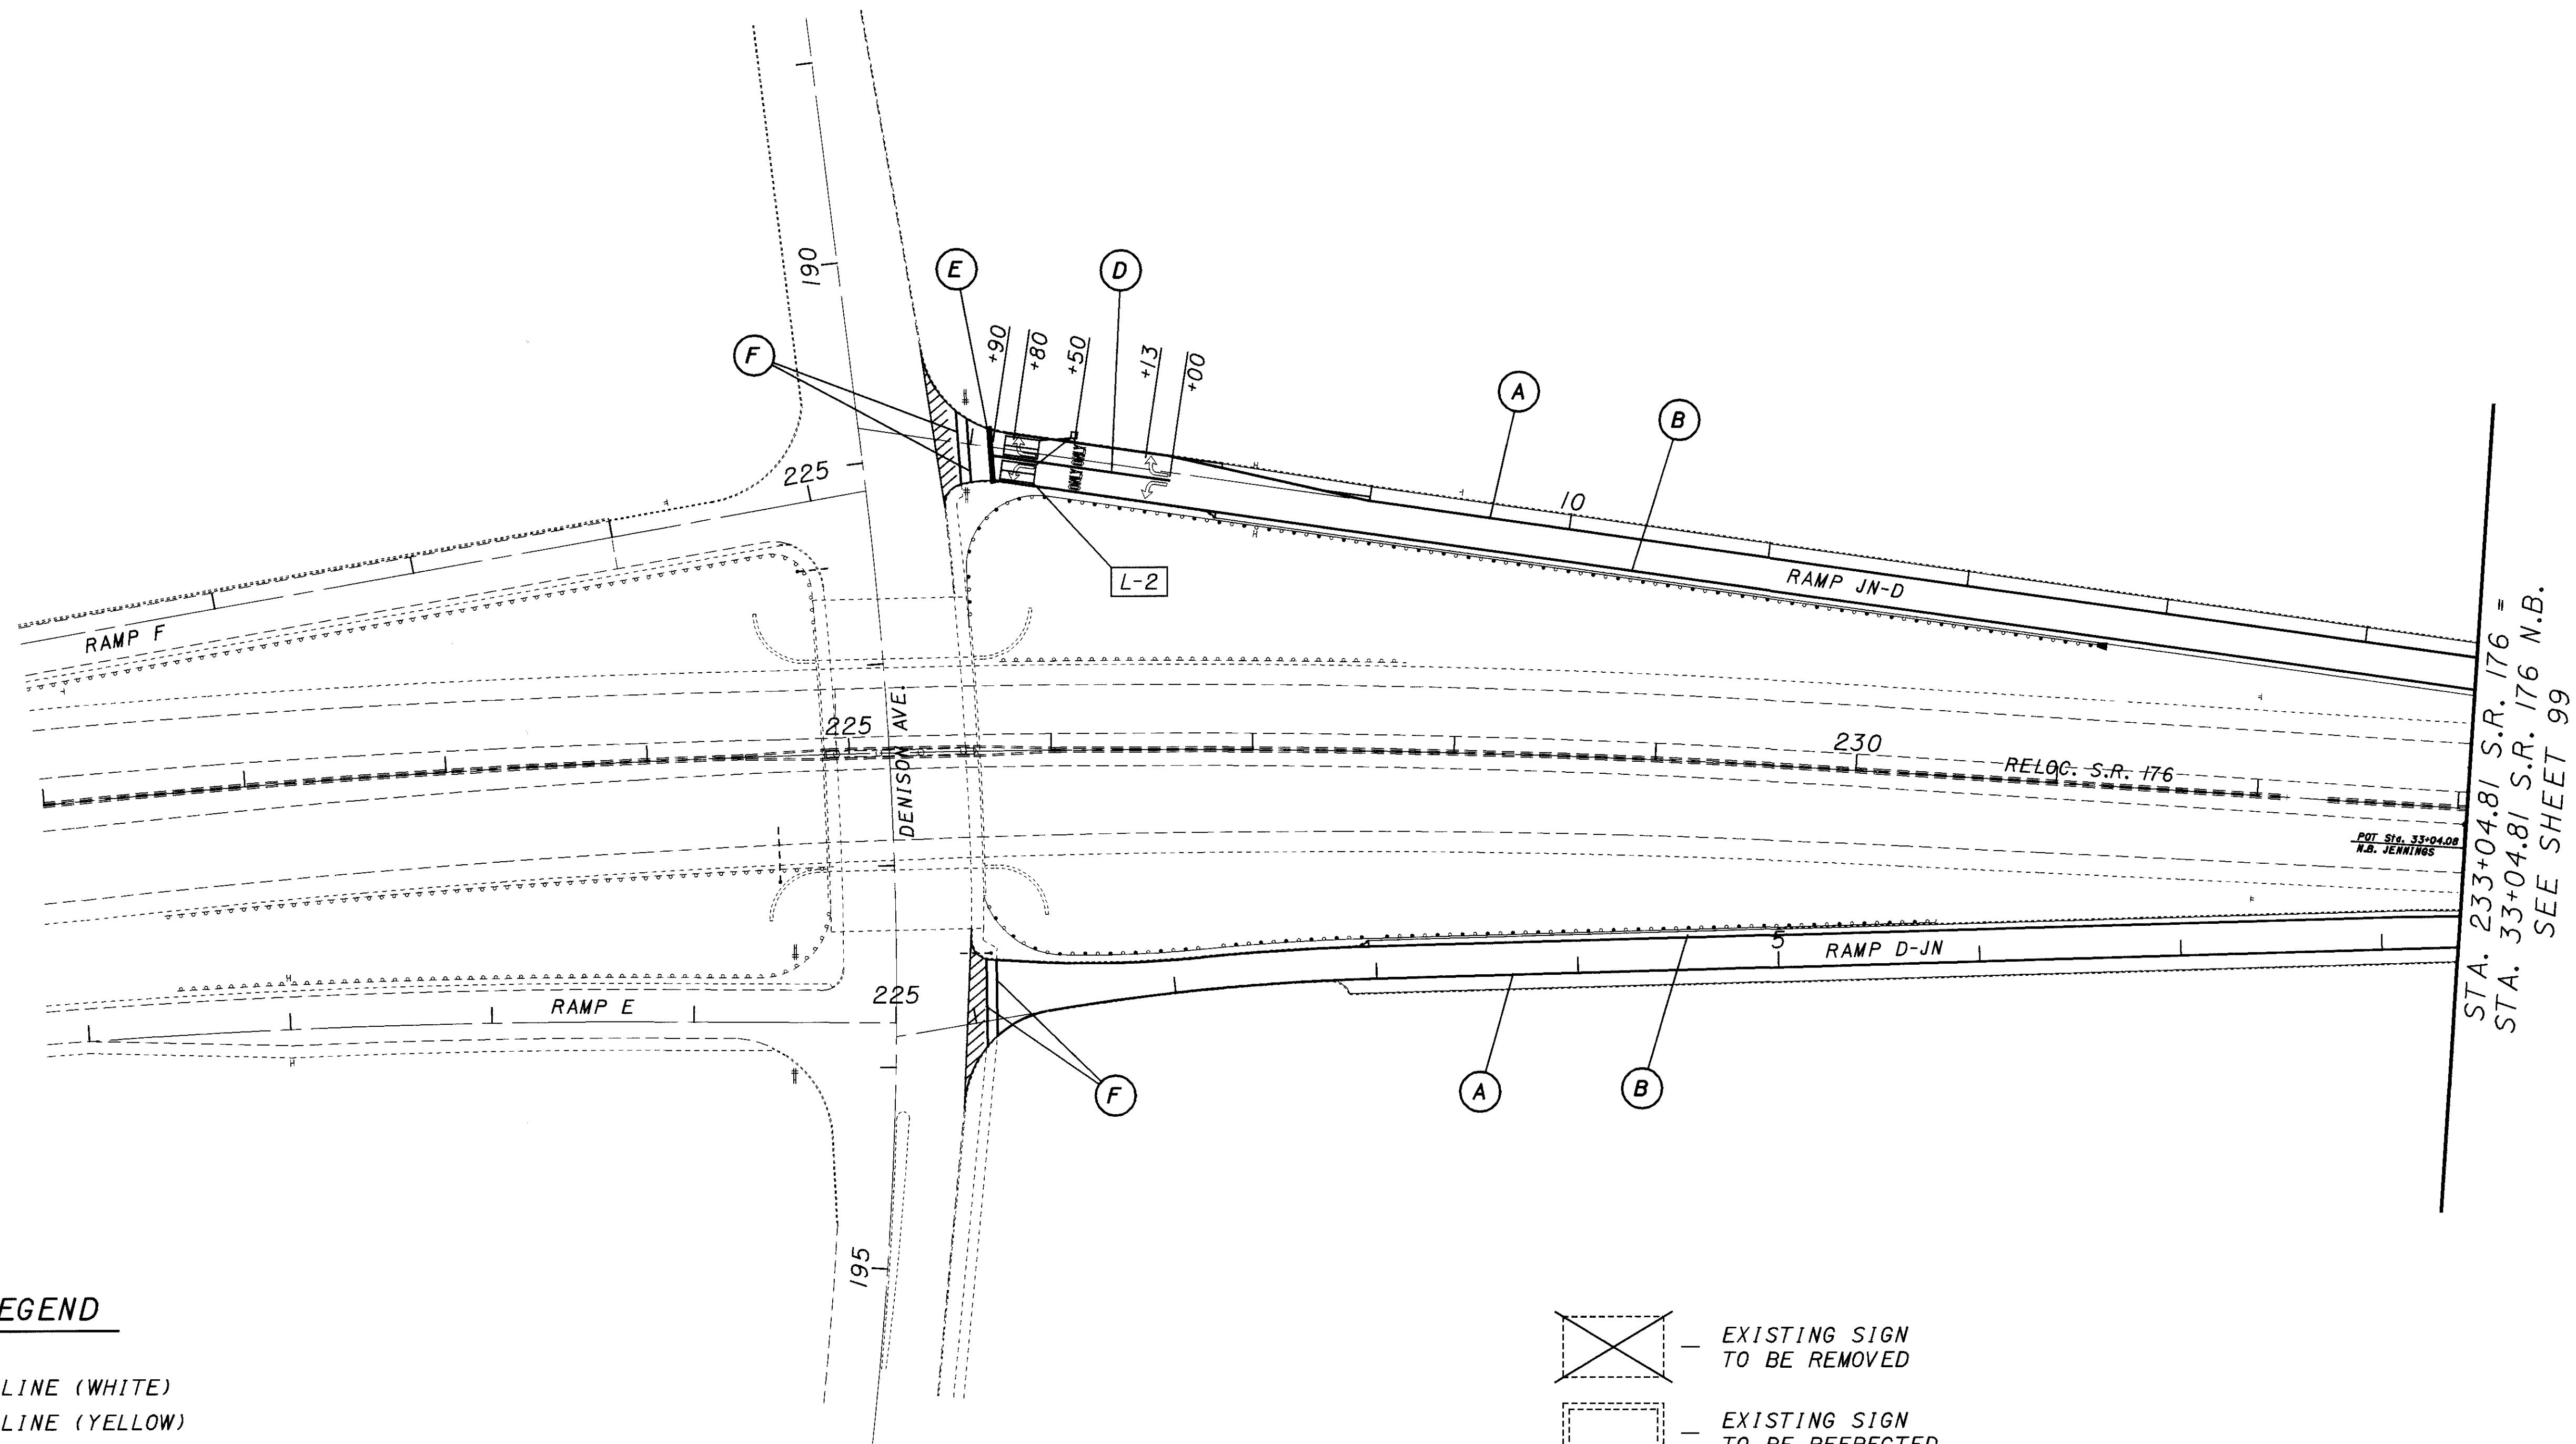 190
E
D
F
+90
+80
+50
+13
+00
A
B
225
10
L-2
RAMP JN-D
RAMP F
225
DENISON AVE.
230
RELOC. S.R. 176
POT Sta. 33+04.08
N.B. JENNINGS
STA. 233+04.81 S.R. 176 =
STA. 33+04.81 S.R. 176 N.B.
SEE SHEET 99
ONLY ONLY
5
RAMP D-JN
225
RAMP E
F
A
B
195
EGEND
LINE (WHITE)
LINE (YELLOW)
EXISTING SIGN
TO BE REMOVED
EXISTING SIGN